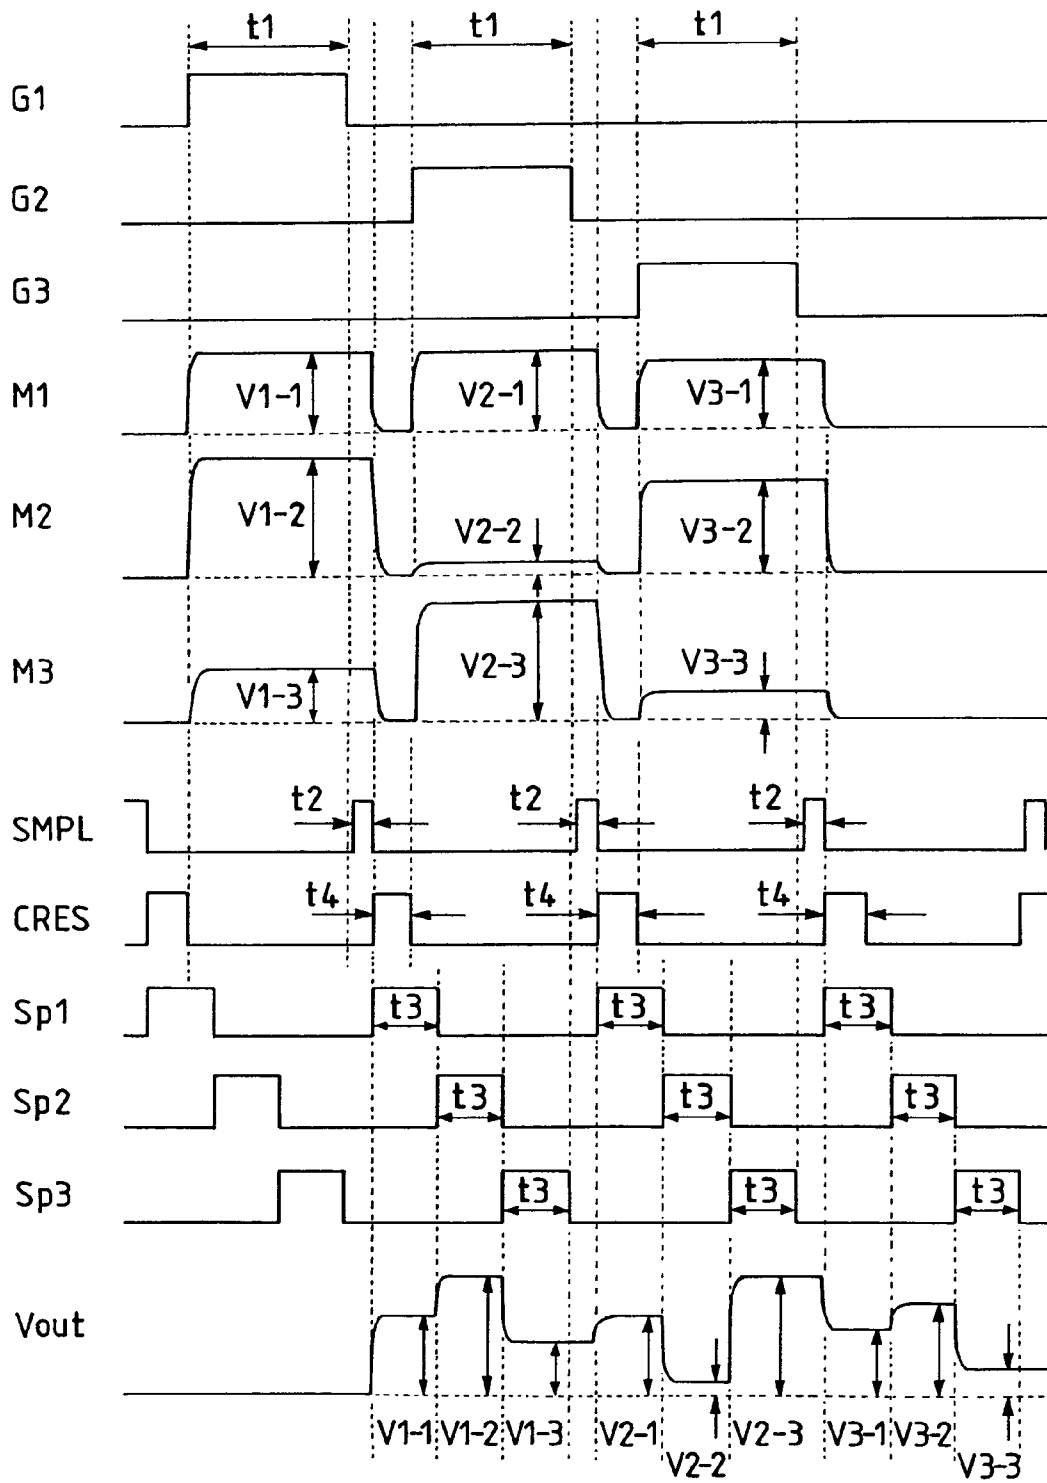 t1 t1 t1
G1
G2
G3
M1 V1-1 V2-1 V3-1
M2 V1-2 V2-2 V3-2
M3 V1-3 V2-3 V3-3
SMPL t2 t2 t2
CRES t4 t4 t4
Sp1 t3 t3 t3
Sp2 t3 t3 t3
Sp3 t3 t3 t3
Vout
V1-1 V1-2 V1-3 V2-1 V2-2 V2-3 V3-1 V3-2 V3-3